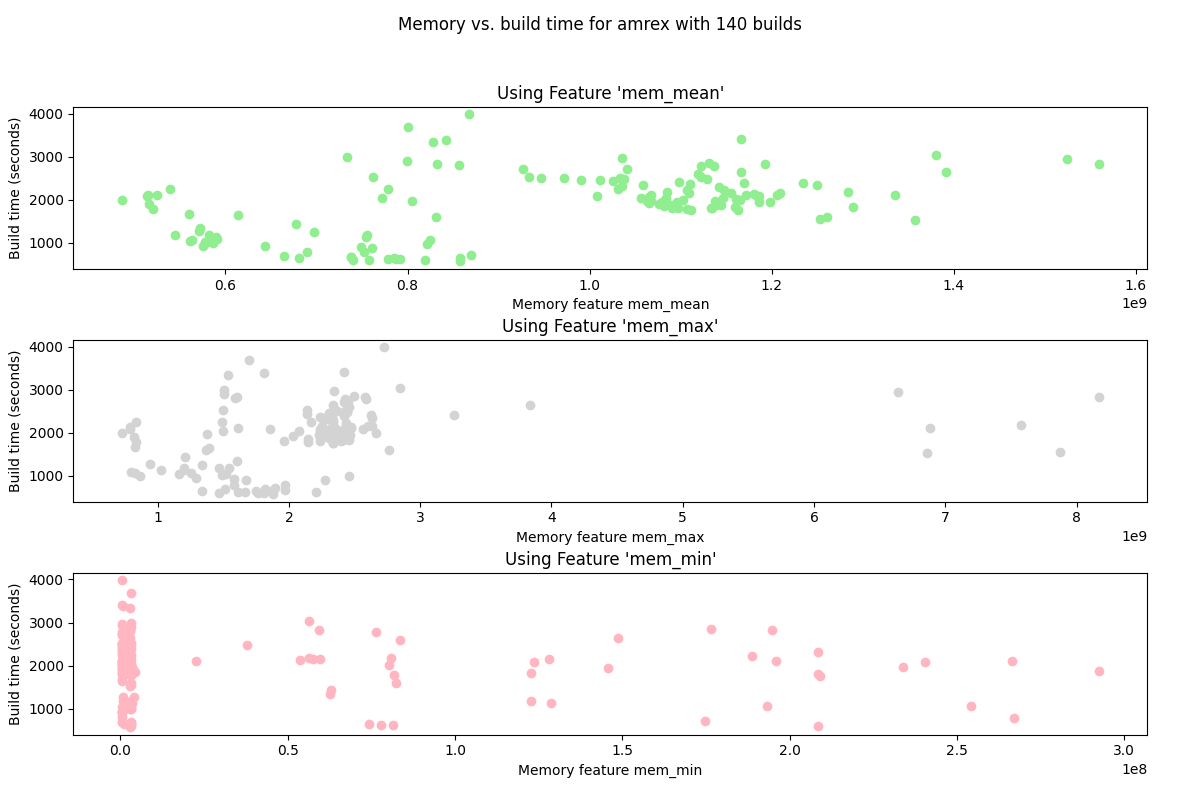 Memory vs. build time for amrex with 140 builds
Using Feature 'mem_mean'
Build time (seconds)
4000
3000
2000
1000
0.6 0.8 1.0 1.2 1.4 1.6
1e9
Memory feature mem_mean
Using Feature 'mem_max'
Build time (seconds)
4000
3000
2000
1000
1 2 3 4 5 6 7 8
1e9
Memory feature mem_max
Using Feature 'mem_min'
Build time (seconds)
4000
3000
2000
1000
0.0 0.5 1.0 1.5 2.0 2.5 3.0
1e8
Memory feature mem_min